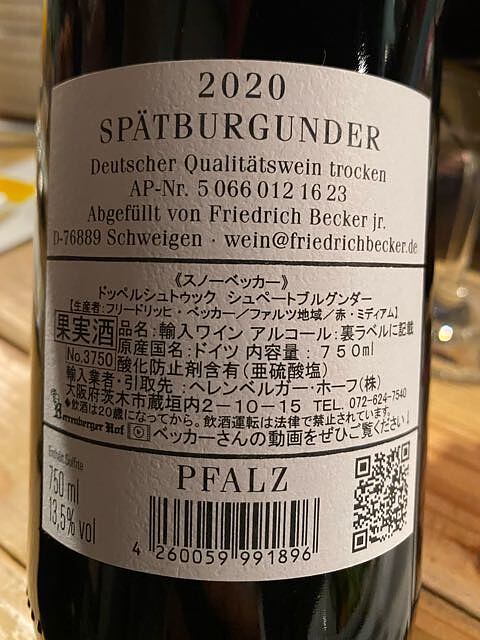 2020
SPÄTBURGUNDER
Deutscher Qualitätswein trocken
AP-Nr. 5 066 012 16 23
Abgefüllt von Friedrich Becker jr.
D-76889 Schweigen · wein@friedrichbecker.de
《スノーベッカー》
ドッペルシュトゥック シュペートブルグンダー
【生産者:フリードリッヒ・ベッカー/ファルツ地域/赤・ミディアム】
果実酒 品名:輸入ワイン アルコール:裏ラベルに記載
原産国名:ドイツ 内容量:750ml
No.3750 酸化防止剤含有(亜硫酸塩)
輸入業者・引取先:ヘレンベルガー・ホーフ(株)
大阪府茨木市蔵垣内2-10-15 TEL 072-624-7540
◆飲酒は20歳になってから。飲酒運転は法律で禁止されています。
Herrenberger Hof ベッカーさんの動画をぜひご覧ください!
PFALZ
Enthält Sulfite
750 ml
13,5% vol
4 260059 991896